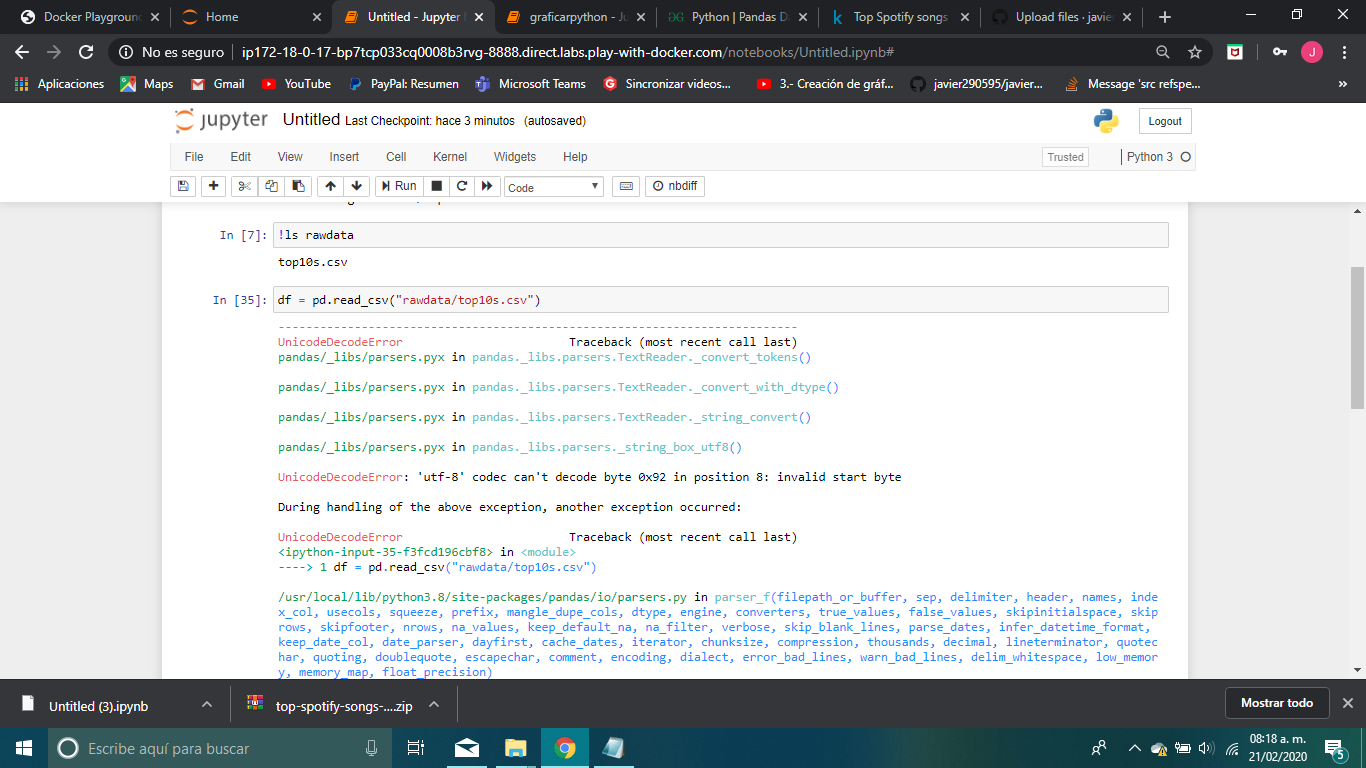 Docker Playground
Home
Untitled - Jupyter
graficarpython - Ju
Python | Pandas Da
Top Spotify songs
Upload files · javie
No es seguro
ip172-18-0-17-bp7tcp033cq0008b3rvg-8888.direct.labs.play-with-docker.com/notebooks/Untitled.ipynb#
J
Aplicaciones
Maps
Gmail
YouTube
PayPal: Resumen
Microsoft Teams
Sincronizar videos...
3.- Creación de gráf...
javier290595/javier...
Message 'src refspe...
»
jupyter
Untitled Last Checkpoint: hace 3 minutos (autosaved)
Logout
File Edit View Insert Cell Kernel Widgets Help
Trusted
Python 3
Run
Code
nbdiff
In [7]: !ls rawdata
top10s.csv
In [35]: df = pd.read_csv("rawdata/top10s.csv")
---------------------------------------------------------------------------
UnicodeDecodeError                        Traceback (most recent call last)
pandas/_libs/parsers.pyx in pandas._libs.parsers.TextReader._convert_tokens()
pandas/_libs/parsers.pyx in pandas._libs.parsers.TextReader._convert_with_dtype()
pandas/_libs/parsers.pyx in pandas._libs.parsers.TextReader._string_convert()
pandas/_libs/parsers.pyx in pandas._libs.parsers._string_box_utf8()
UnicodeDecodeError: 'utf-8' codec can't decode byte 0x92 in position 8: invalid start byte
During handling of the above exception, another exception occurred:
UnicodeDecodeError                        Traceback (most recent call last)
<ipython-input-35-f3fcd196cbf8> in <module>
----> 1 df = pd.read_csv("rawdata/top10s.csv")
/usr/local/lib/python3.8/site-packages/pandas/io/parsers.py in parser_f(filepath_or_buffer, sep, delimiter, header, names, inde
x_col, usecols, squeeze, prefix, mangle_dupe_cols, dtype, engine, converters, true_values, false_values, skipinitialspace, skip
rows, skipfooter, nrows, na_values, keep_default_na, na_filter, verbose, skip_blank_lines, parse_dates, infer_datetime_format,
keep_date_col, date_parser, dayfirst, cache_dates, iterator, chunksize, compression, thousands, decimal, lineterminator, quotec
har, quoting, doublequote, escapechar, comment, encoding, dialect, error_bad_lines, warn_bad_lines, delim_whitespace, low_memor
y, memory_map, float_precision)
Untitled (3).ipynb
top-spotify-songs-....zip
Mostrar todo
Escribe aquí para buscar
08:18 a. m.
21/02/2020
5